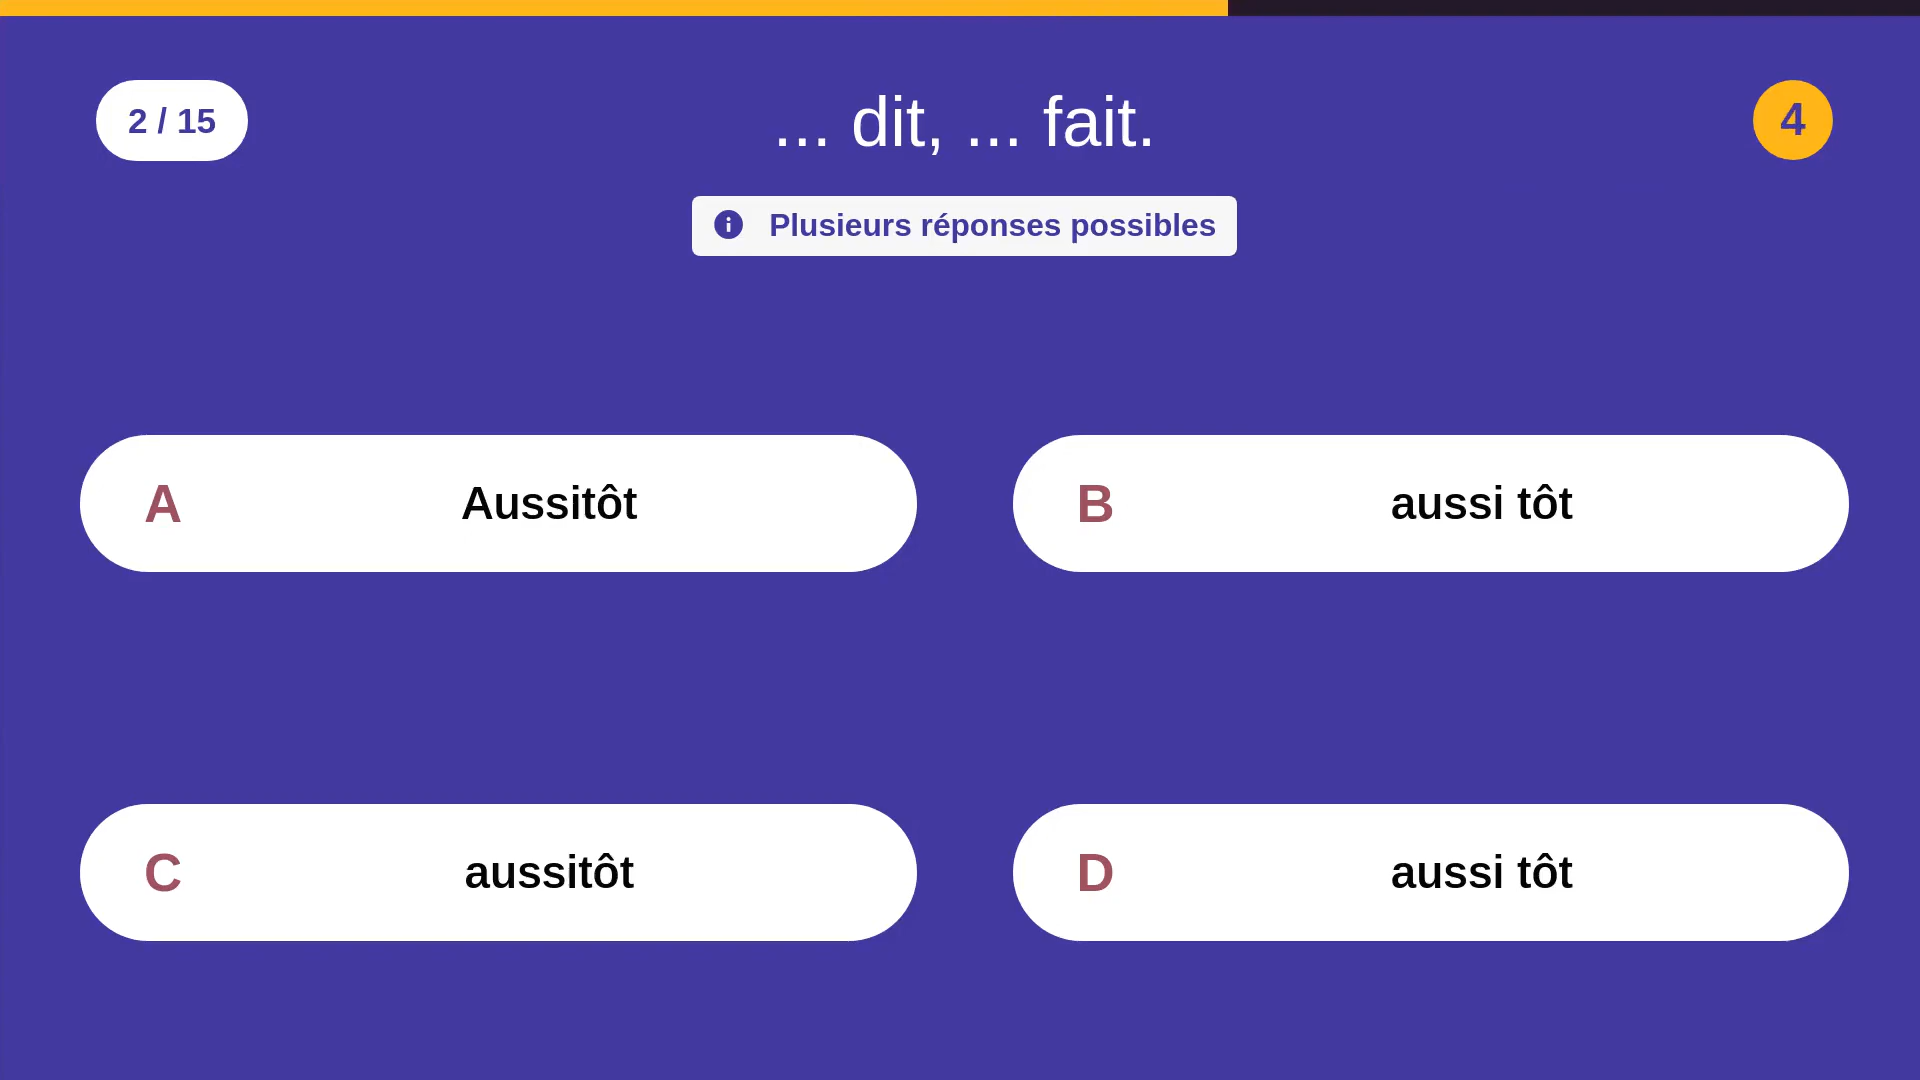 2 / 15
... dit, ... fait.
4
Plusieurs réponses possibles
A Aussitôt
B aussi tôt
C aussitôt
D aussi tôt